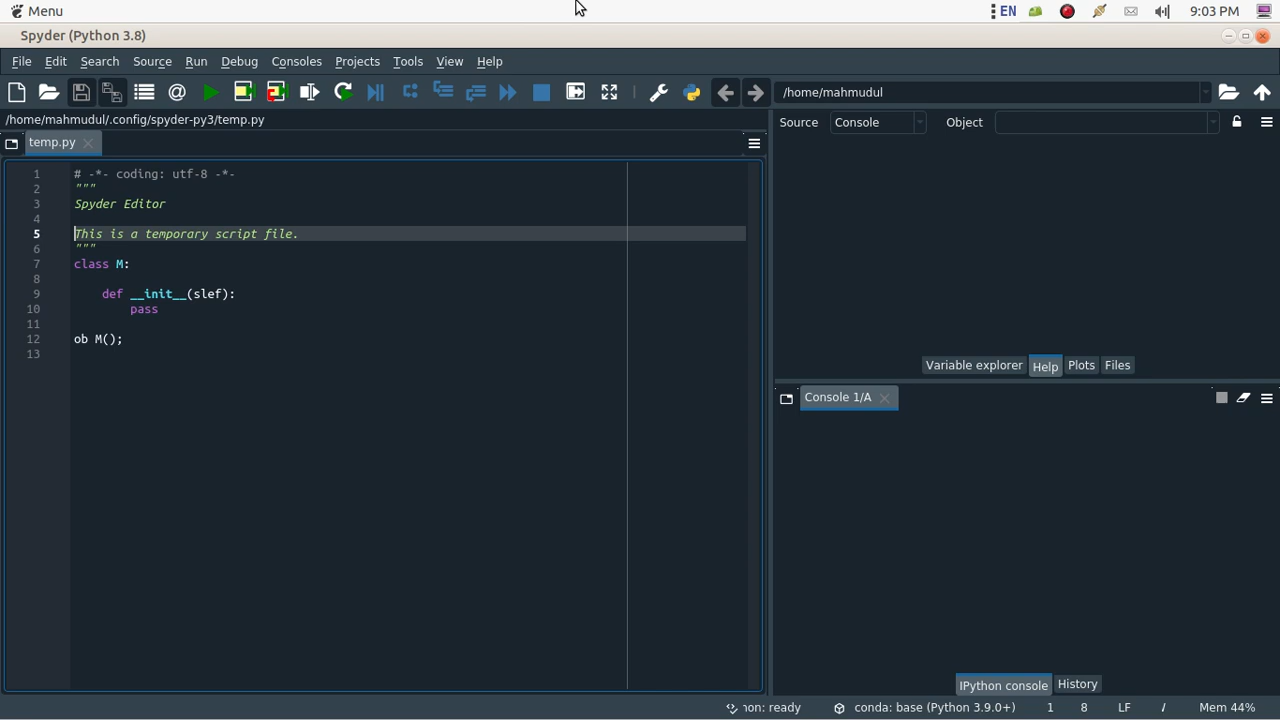 Menu
EN
9:03 PM
Spyder (Python 3.8)
File Edit Search Source Run Debug Consoles Projects Tools View Help
/home/mahmudul
/home/mahmudul/.config/spyder-py3/temp.py
Source Console Object
temp.py
1 # -*- coding: utf-8 -*-
2 """
3 Spyder Editor
4
5 This is a temporary script file.
6 """
7 class M:
8
9 def __init__(slef):
10 pass
11
12 ob M();
13
Variable explorer Help Plots Files
Console 1/A
IPython console History
hon: ready conda: base (Python 3.9.0+) 1 8 LF / Mem 44%